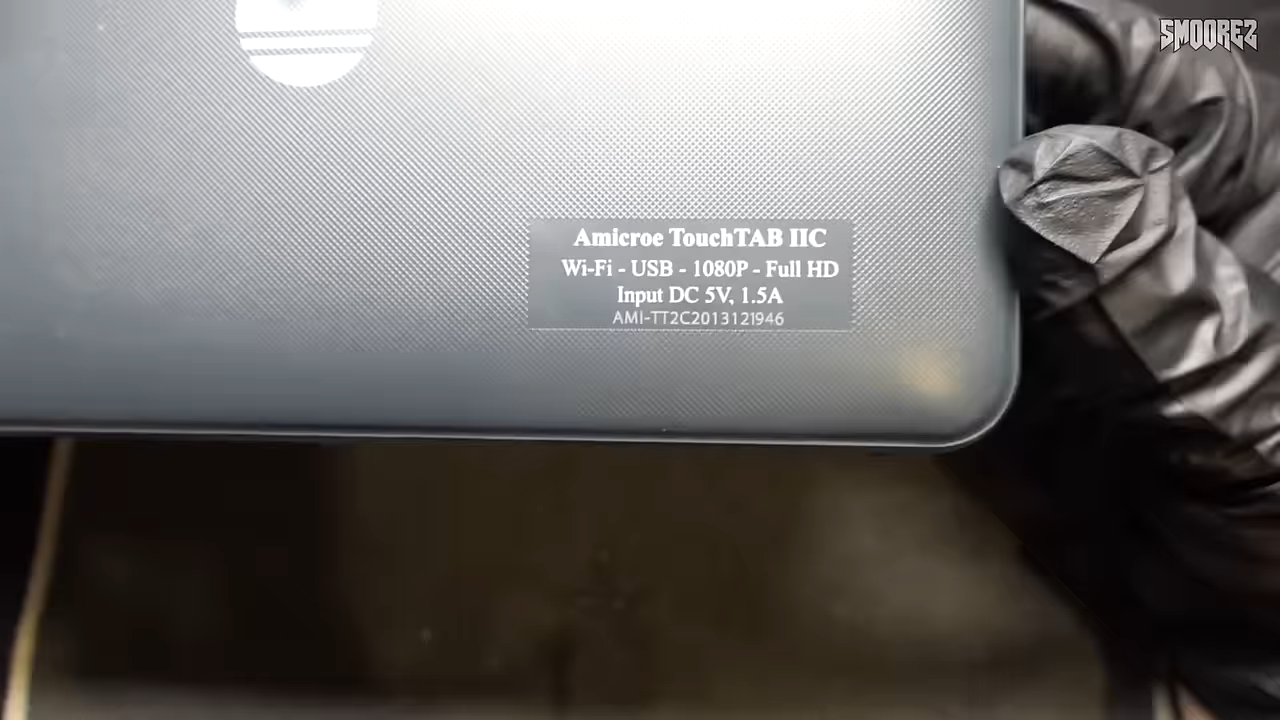 SMOOREZ
Amicroe TouchTAB IIC
Wi-Fi - USB - 1080P - Full HD
Input DC 5V, 1.5A
AMI-TT2C2013121946